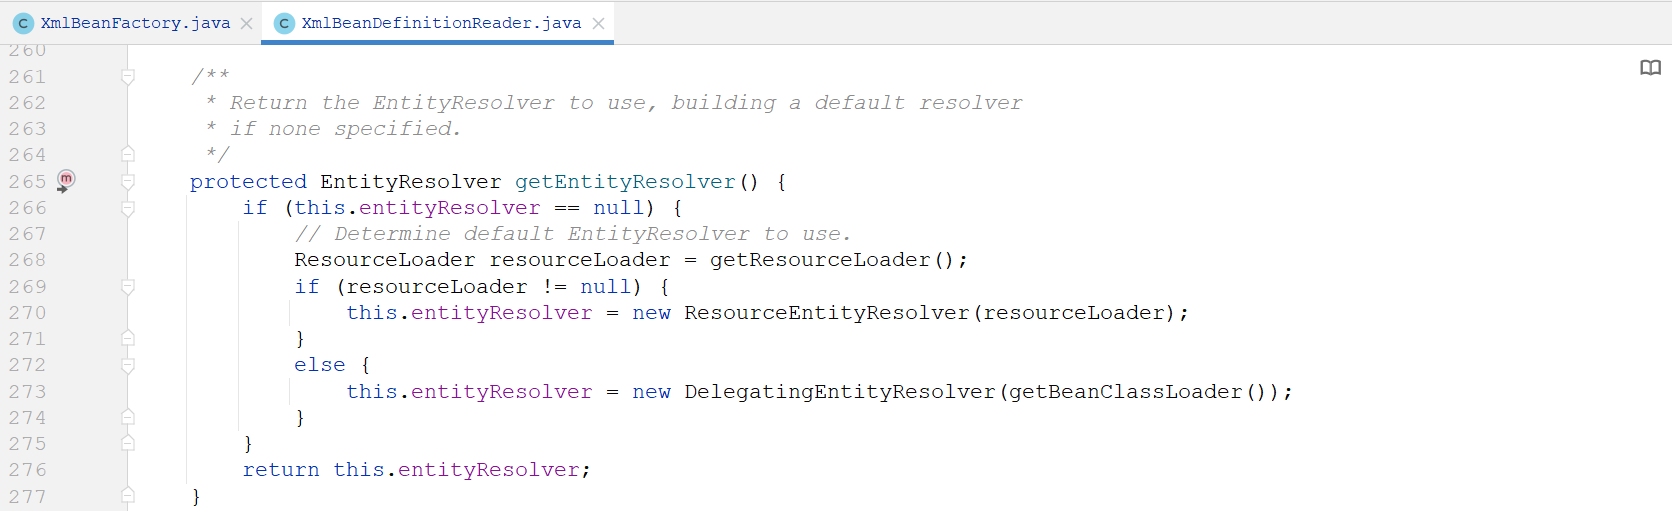 XmlBeanFactory.java XmlBeanDefinitionReader.java
260
261 /**
262 * Return the EntityResolver to use, building a default resolver
263 * if none specified.
264 */
265 protected EntityResolver getEntityResolver() {
266 if (this.entityResolver == null) {
267 // Determine default EntityResolver to use.
268 ResourceLoader resourceLoader = getResourceLoader();
269 if (resourceLoader != null) {
270 this.entityResolver = new ResourceEntityResolver(resourceLoader);
271 }
272 else {
273 this.entityResolver = new DelegatingEntityResolver(getBeanClassLoader());
274 }
275 }
276 return this.entityResolver;
277 }